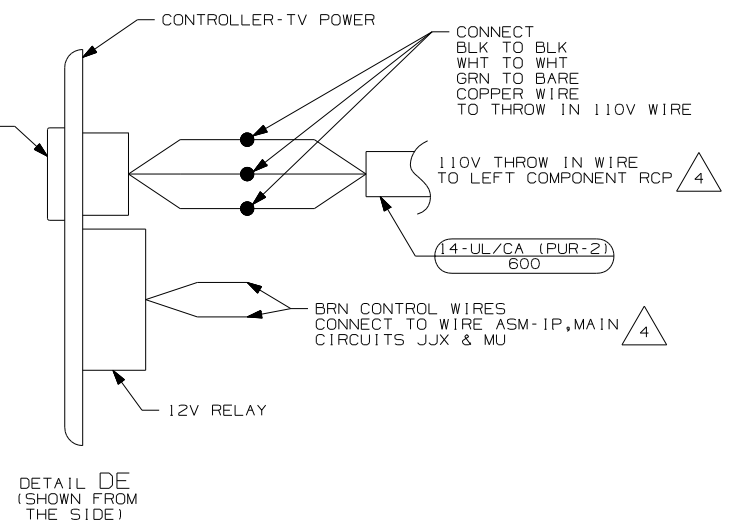 CONTROLLER-TV POWER
CONNECT
BLK TO BLK
WHT TO WHT
GRN TO BARE
COPPER WIRE
TO THROW IN 110V WIRE
110V THROW IN WIRE
TO LEFT COMPONENT RCP
4
14-UL/CA (PUR-2)
600
BRN CONTROL WIRES
CONNECT TO WIRE ASM-IP,MAIN
CIRCUITS JJX & MU
4
12V RELAY
DETAIL DE
(SHOWN FROM
THE SIDE)